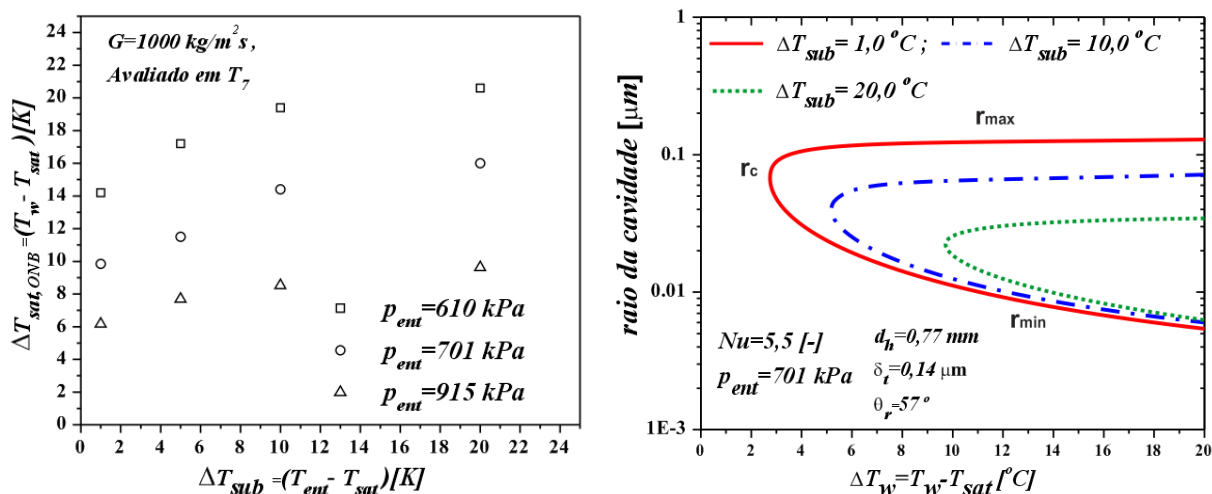 G=1000 kg/m²s,
Avaliado em T₇
ΔT_sat,ONB=(T_w- T_sat)[K]
24
22
20
18
16
14
12
10
8
6
4
2
0
p_ent=610 kPa
p_ent=701 kPa
p_ent=915 kPa
0 2 4 6 8 10 12 14 16 18 20 22 24
ΔT_sub =(T_ent- T_sat)[K]
raio da cavidade [μm]
1
0.1
0.01
1E-3
ΔT_sub= 1,0 °C ; ΔT_sub= 10,0 °C
ΔT_sub= 20,0 °C
r_max
r_c
r_min
Nu=5,5 [-]
p_ent=701 kPa
d_h=0,77 mm
δ_t=0,14 μm
θ_r=57°
0 2 4 6 8 10 12 14 16 18 20
ΔT_w=T_w-T_sat [°C]